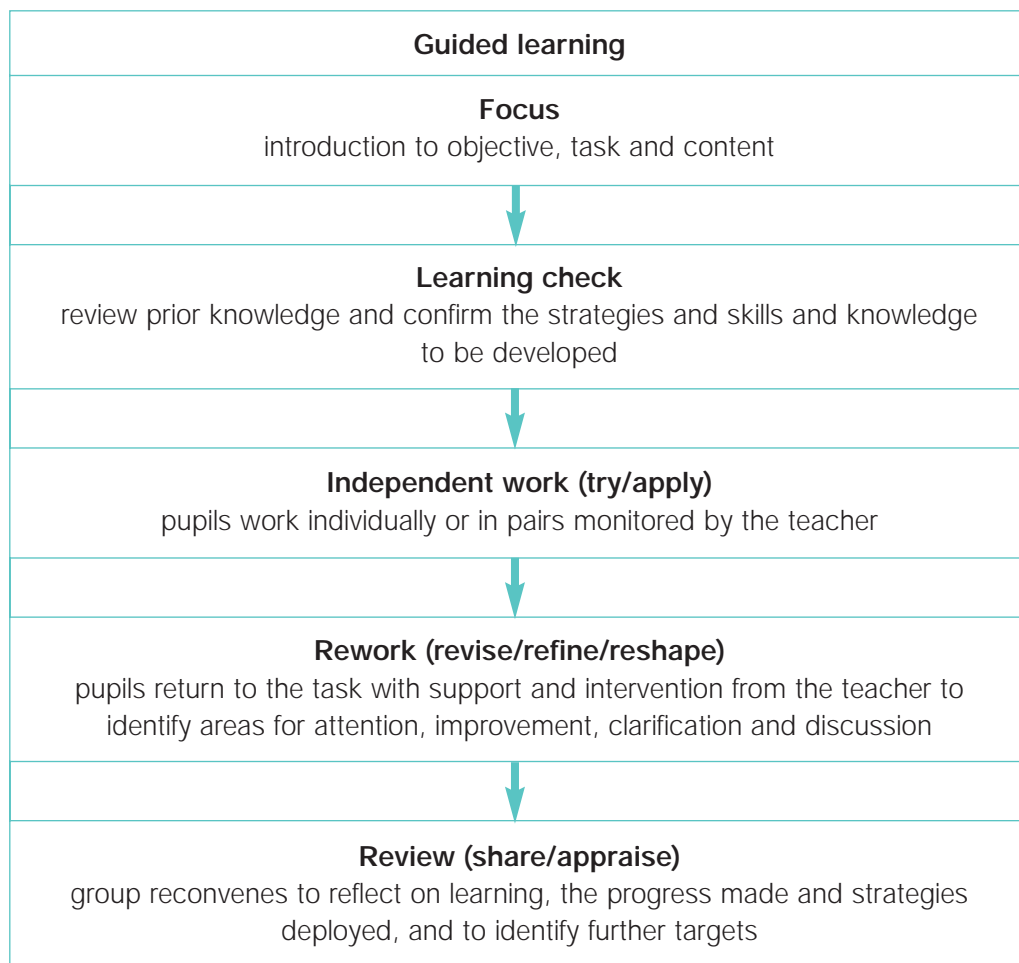 Guided learning
Focus
introduction to objective, task and content
Learning check
review prior knowledge and confirm the strategies and skills and knowledge
to be developed
Independent work (try/apply)
pupils work individually or in pairs monitored by the teacher
Rework (revise/refine/reshape)
pupils return to the task with support and intervention from the teacher to
identify areas for attention, improvement, clarification and discussion
Review (share/appraise)
group reconvenes to reflect on learning, the progress made and strategies
deployed, and to identify further targets